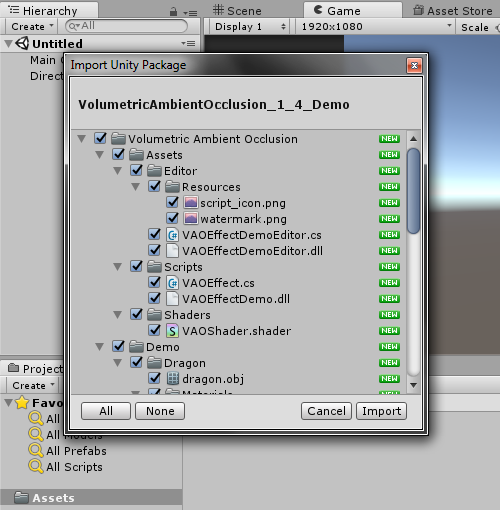 Hierarchy
Scene
Game
Asset Store
Create
All
Display 1
1920x1080
Scale
Untitled
Main
Direct
Import Unity Package
VolumetricAmbientOcclusion_1_4_Demo
Volumetric Ambient Occlusion NEW
Assets NEW
Editor NEW
Resources NEW
script_icon.png NEW
watermark.png NEW
VAOEffectDemoEditor.cs NEW
VAOEffectDemoEditor.dll NEW
Scripts NEW
VAOEffect.cs NEW
VAOEffectDemo.dll NEW
Shaders NEW
VAOShader.shader NEW
Demo NEW
Dragon NEW
dragon.obj NEW
Materials NEW
All
None
Cancel
Import
Project
Create
Favo
All
All Models
All Prefabs
All Scripts
Assets